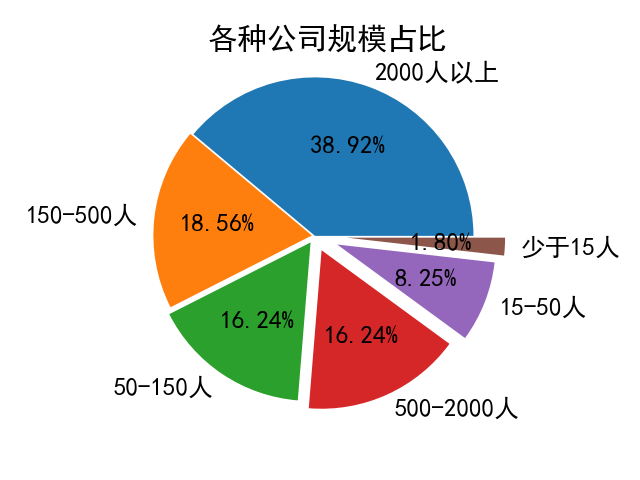 各种公司规模占比
2000人以上
38.92%
150-500人
18.56%
1.80%
少于15人
8.25%
15-50人
16.24%
16.24%
50-150人
500-2000人